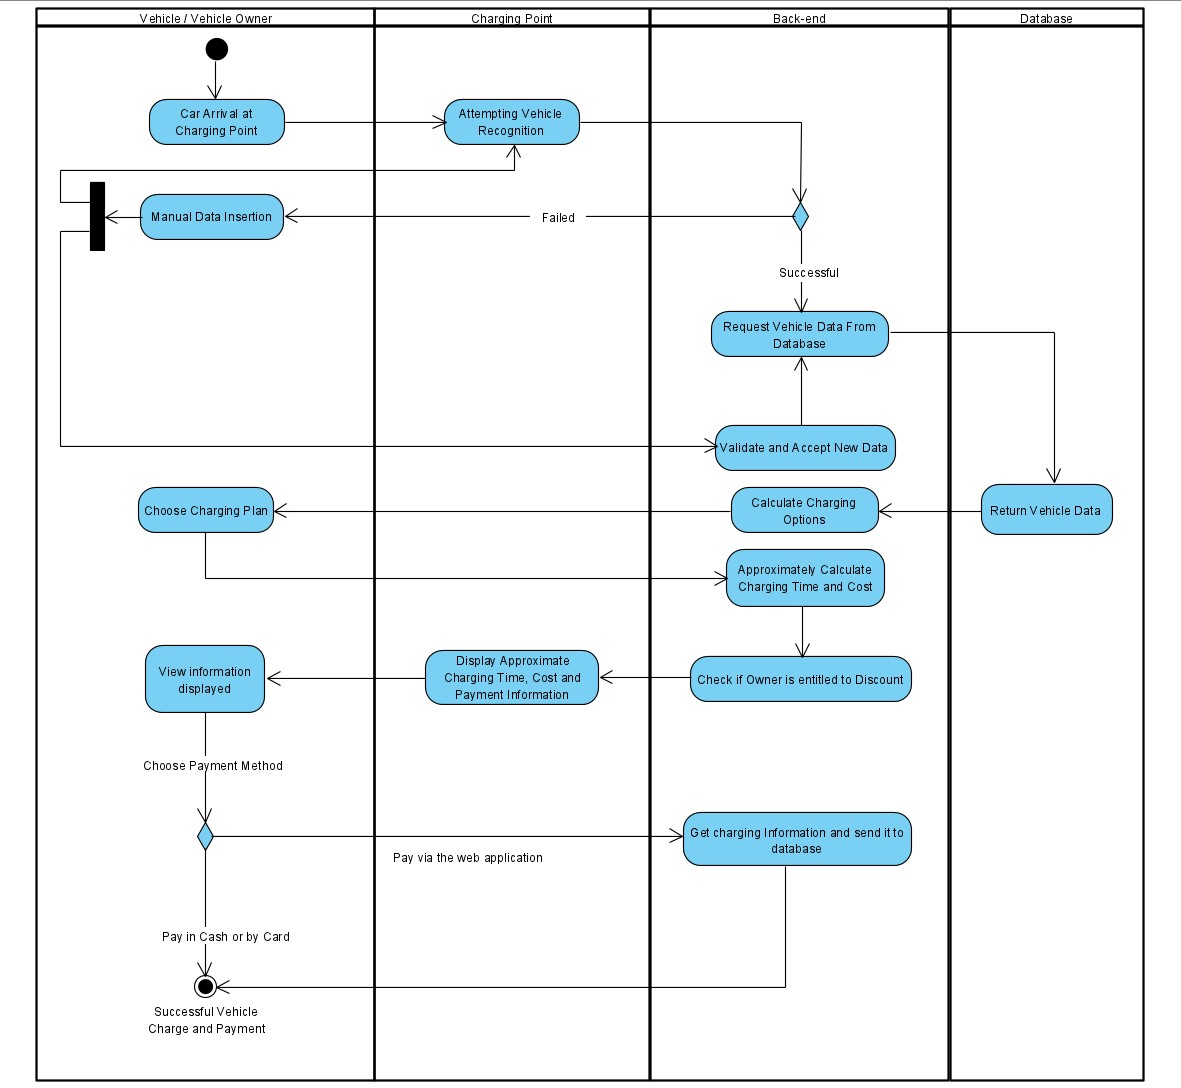 Vehicle / Vehicle Owner
Charging Point
Back-end
Database
Car Arrival at
Charging Point
Attempting Vehicle
Recognition
Manual Data Insertion
Failed
Successful
Request Vehicle Data From
Database
Validate and Accept New Data
Choose Charging Plan
Calculate Charging
Options
Return Vehicle Data
Approximately Calculate
Charging Time and Cost
View information
displayed
Display Approximate
Charging Time, Cost and
Payment Information
Check if Owner is entitled to Discount
Choose Payment Method
Get charging Information and send it to
database
Pay via the web application
Pay in Cash or by Card
Successful Vehicle
Charge and Payment